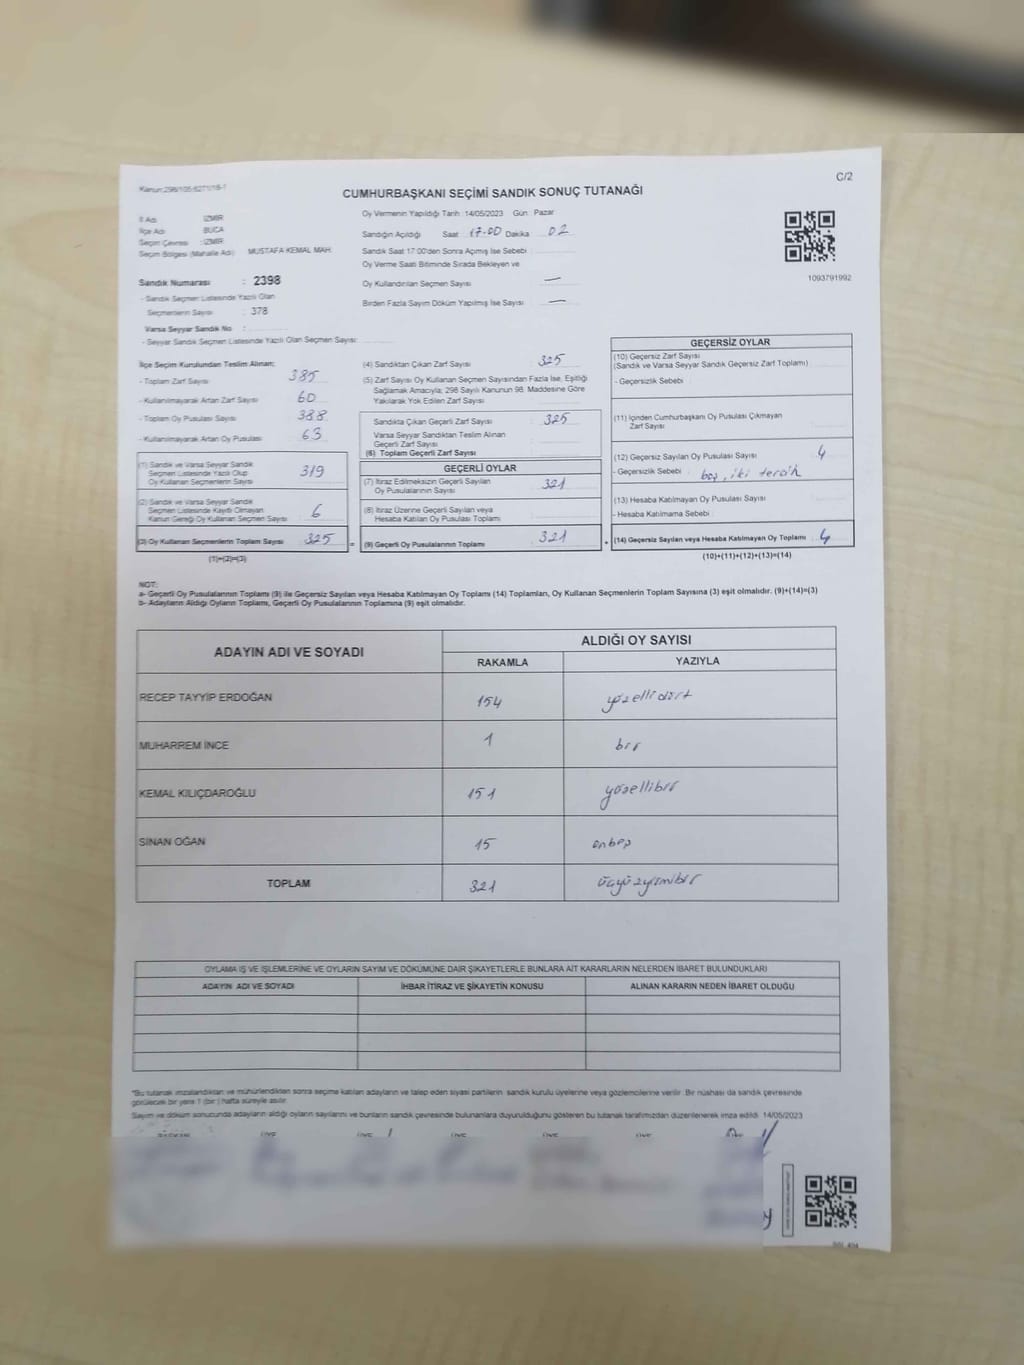 Kanun:298/105-6271/16-1
C/2
CUMHURBAŞKANI SEÇİMİ SANDIK SONUÇ TUTANAĞI
İl Adı : İZMİR
İlçe Adı : BUCA
Seçim Çevresi : İZMİR
Seçim Bölgesi (Mahalle Adı) : MUSTAFA KEMAL MAH.
Sandık Numarası : 2398
- Sandık Seçmen Listesinde Yazılı Olan
Seçmenlerin Sayısı : 378
Varsa Seyyar Sandık No :
- Seyyar Sandık Seçmen Listesinde Yazılı Olan Seçmen Sayısı:
Oy Vermenin Yapıldığı Tarih :14/05/2023 Gün : Pazar
Sandığın Açıldığı Saat 17.00 Dakika 02
Sandık Saat 17:00'den Sonra Açımış İse Sebebi
Oy Verme Saati Bitiminde Sırada Bekleyen ve
Oy Kullandırılan Seçmen Sayısı —
Birden Fazla Sayım Döküm Yapılmış İse Sayısı —
1093791992
İlçe Seçim Kurulundan Teslim Alınan:
- Toplam Zarf Sayısı 385
- Kullanılmayarak Artan Zarf Sayısı 60
- Toplam Oy Pusulası Sayısı 388
- Kullanılmayarak Artan Oy Pusulası 63
(1) Sandık ve Varsa Seyyar Sandık
Seçmen Listesinde Yazılı Olup
Oy Kullanan Seçmenlerin Sayısı 319
(2) Sandık ve Varsa Seyyar Sandık
Seçmen Listesinde Kayıtlı Olmayan
Kanun Gereği Oy Kullanan Seçmen Sayısı : 6
(3) Oy Kullanan Seçmenlerin Toplam Sayısı 325 =
(1)+(2)=(3)
(4) Sandıktan Çıkan Zarf Sayısı 325
(5) Zarf Sayısı Oy Kullanan Seçmen Sayısından Fazla İse, Eşitliği
Sağlamak Amacıyla; 298 Sayılı Kanunun 98. Maddesine Göre
Yakılarak Yok Edilen Zarf Sayısı
Sandıkta Çıkan Geçerli Zarf Sayısı 325
Varsa Seyyar Sandıktan Teslim Alınan
Geçerli Zarf Sayısı
(6) Toplam Geçerli Zarf Sayısı
GEÇERLİ OYLAR
(7) İtiraz Edilmeksizin Geçerli Sayılan
Oy Pusulalarının Sayısı 321
(8) İtiraz Üzerine Geçerli Sayılan veya
Hesaba Katılan Oy Pusulası Toplamı
(9) Geçerli Oy Pusulalarının Toplamı 321 +
GEÇERSİZ OYLAR
(10) Geçersiz Zarf Sayısı
(Sandık ve Varsa Seyyar Sandık Geçersiz Zarf Toplamı)
- Geçersizlik Sebebi
(11) İçinden Cumhurbaşkanı Oy Pusulası Çıkmayan
Zarf Sayısı
(12) Geçersiz Sayılan Oy Pusulası Sayısı 4
- Geçersizlik Sebebi : boş, iki tercih
(13) Hesaba Katılmayan Oy Pusulası Sayısı
- Hesaba Katılmama Sebebi
(14) Geçersiz Sayılan veya Hesaba Katılmayan Oy Toplamı 4
(10)+(11)+(12)+(13)=(14)
NOT:
a- Geçerli Oy Pusulalarının Toplamı (9) ile Geçersiz Sayılan veya Hesaba Katılmayan Oy Toplamı (14) Toplamları, Oy Kullanan Seçmenlerin Toplam Sayısına (3) eşit olmalıdır. (9)+(14)=(3)
b- Adayların Aldığı Oyların Toplamı, Geçerli Oy Pusulalarının Toplamına (9) eşit olmalıdır.
ADAYIN ADI VE SOYADI ALDIĞI OY SAYISI
RAKAMLA YAZIYLA
RECEP TAYYİP ERDOĞAN 154 yüzellidört
MUHARREM İNCE 1 bir
KEMAL KILIÇDAROĞLU 151 yüzellibir
SİNAN OĞAN 15 onbeş
TOPLAM 321 üçyüzyirmibir
OYLAMA İŞ VE İŞLEMLERİNE VE OYLARIN SAYIM VE DÖKÜMÜNE DAİR ŞİKAYETLERLE BUNLARA AİT KARARLARIN NELERDEN İBARET BULUNDUKLARI
ADAYIN ADI VE SOYADI İHBAR İTİRAZ VE ŞİKAYETİN KONUSU ALINAN KARARIN NEDEN İBARET OLDUĞU
"Bu tutanak imzalandıktan ve mühürlendikten sonra seçime katılan adayların ve talep eden siyasi partilerin sandık kurulu üyelerine veya gözlemcilerine verilir. Bir nüshası da sandık çevresinde
görülecek bir yere 1 (bir) hafta süreyle asılır.
Sayım ve döküm sonucunda adayların aldığı oyların sayılarını ve bunların sandık çevresinde bulunanlara duyurulduğunu gösteren bu tutanak tarafımızdan düzenlenerek imza edildi. 14/05/2023